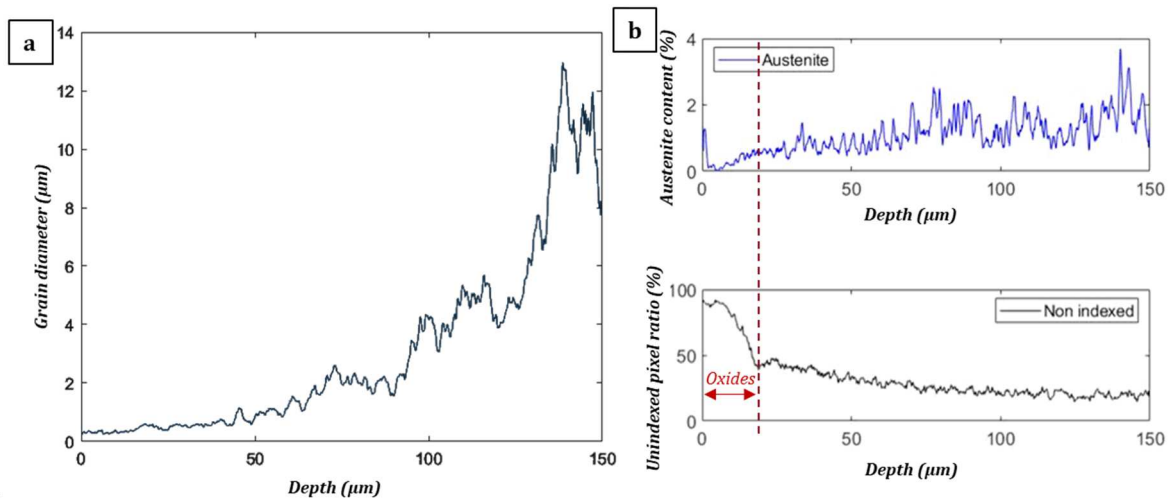 a
14
12
10
8
6
4
2
0
0 50 100 150
Grain diameter (μm)
Depth (μm)
b
4
2
0
0 50 100 150
Austenite
Austenite content (%)
Depth (μm)
100
50
0
0 50 100 150
Non indexed
Oxides
Unindexed pixel ratio (%)
Depth (μm)